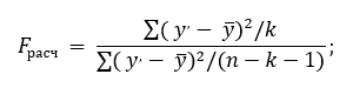 F_расч = ∑( y′ − ȳ)²/k / ∑( y′ − ȳ)²/(n − k − 1) ;